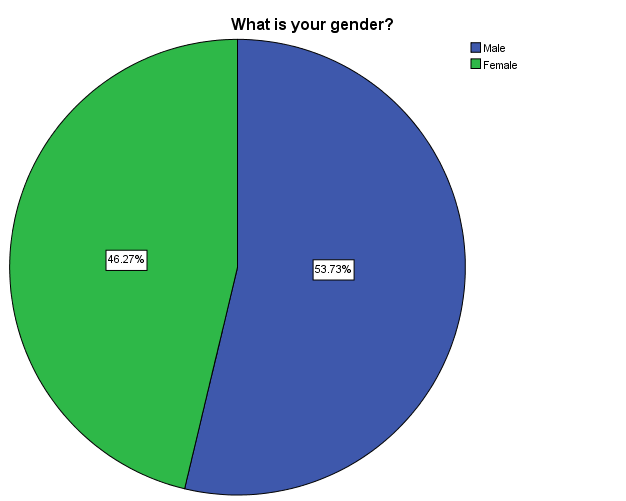 What is your gender?
Male
Female
46.27%
53.73%